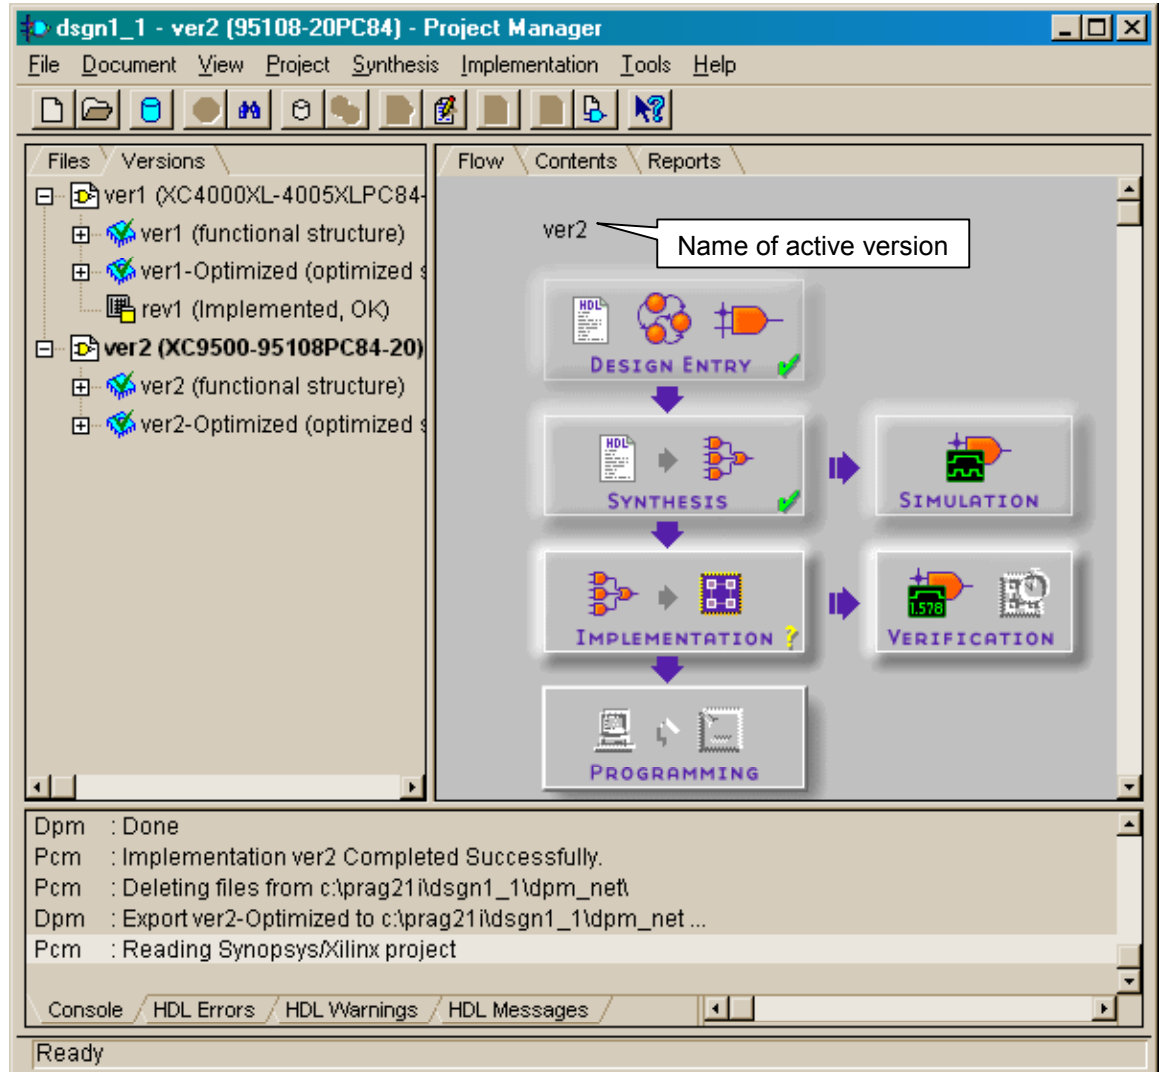 dsgn1_1 - ver2 (95108-20PC84) - Project Manager
File Document View Project Synthesis Implementation Tools Help
Files Versions
ver1 (XC4000XL-4005XLPC84-
ver1 (functional structure)
ver1-Optimized (optimized s
rev1 (Implemented, OK)
ver2 (XC9500-95108PC84-20)
ver2 (functional structure)
ver2-Optimized (optimized s
Flow Contents Reports
ver2
Name of active version
HDL
DESIGN ENTRY
HDL
SYNTHESIS
SIMULATION
IMPLEMENTATION ?
1.578
VERIFICATION
PROGRAMMING
Dpm : Done
Pcm : Implementation ver2 Completed Successfully.
Pcm : Deleting files from c:\prag21i\dsgn1_1\dpm_net\
Dpm : Export ver2-Optimized to c:\prag21i\dsgn1_1\dpm_net ...
Pcm : Reading Synopsys/Xilinx project
Console HDL Errors HDL Warnings HDL Messages
Ready